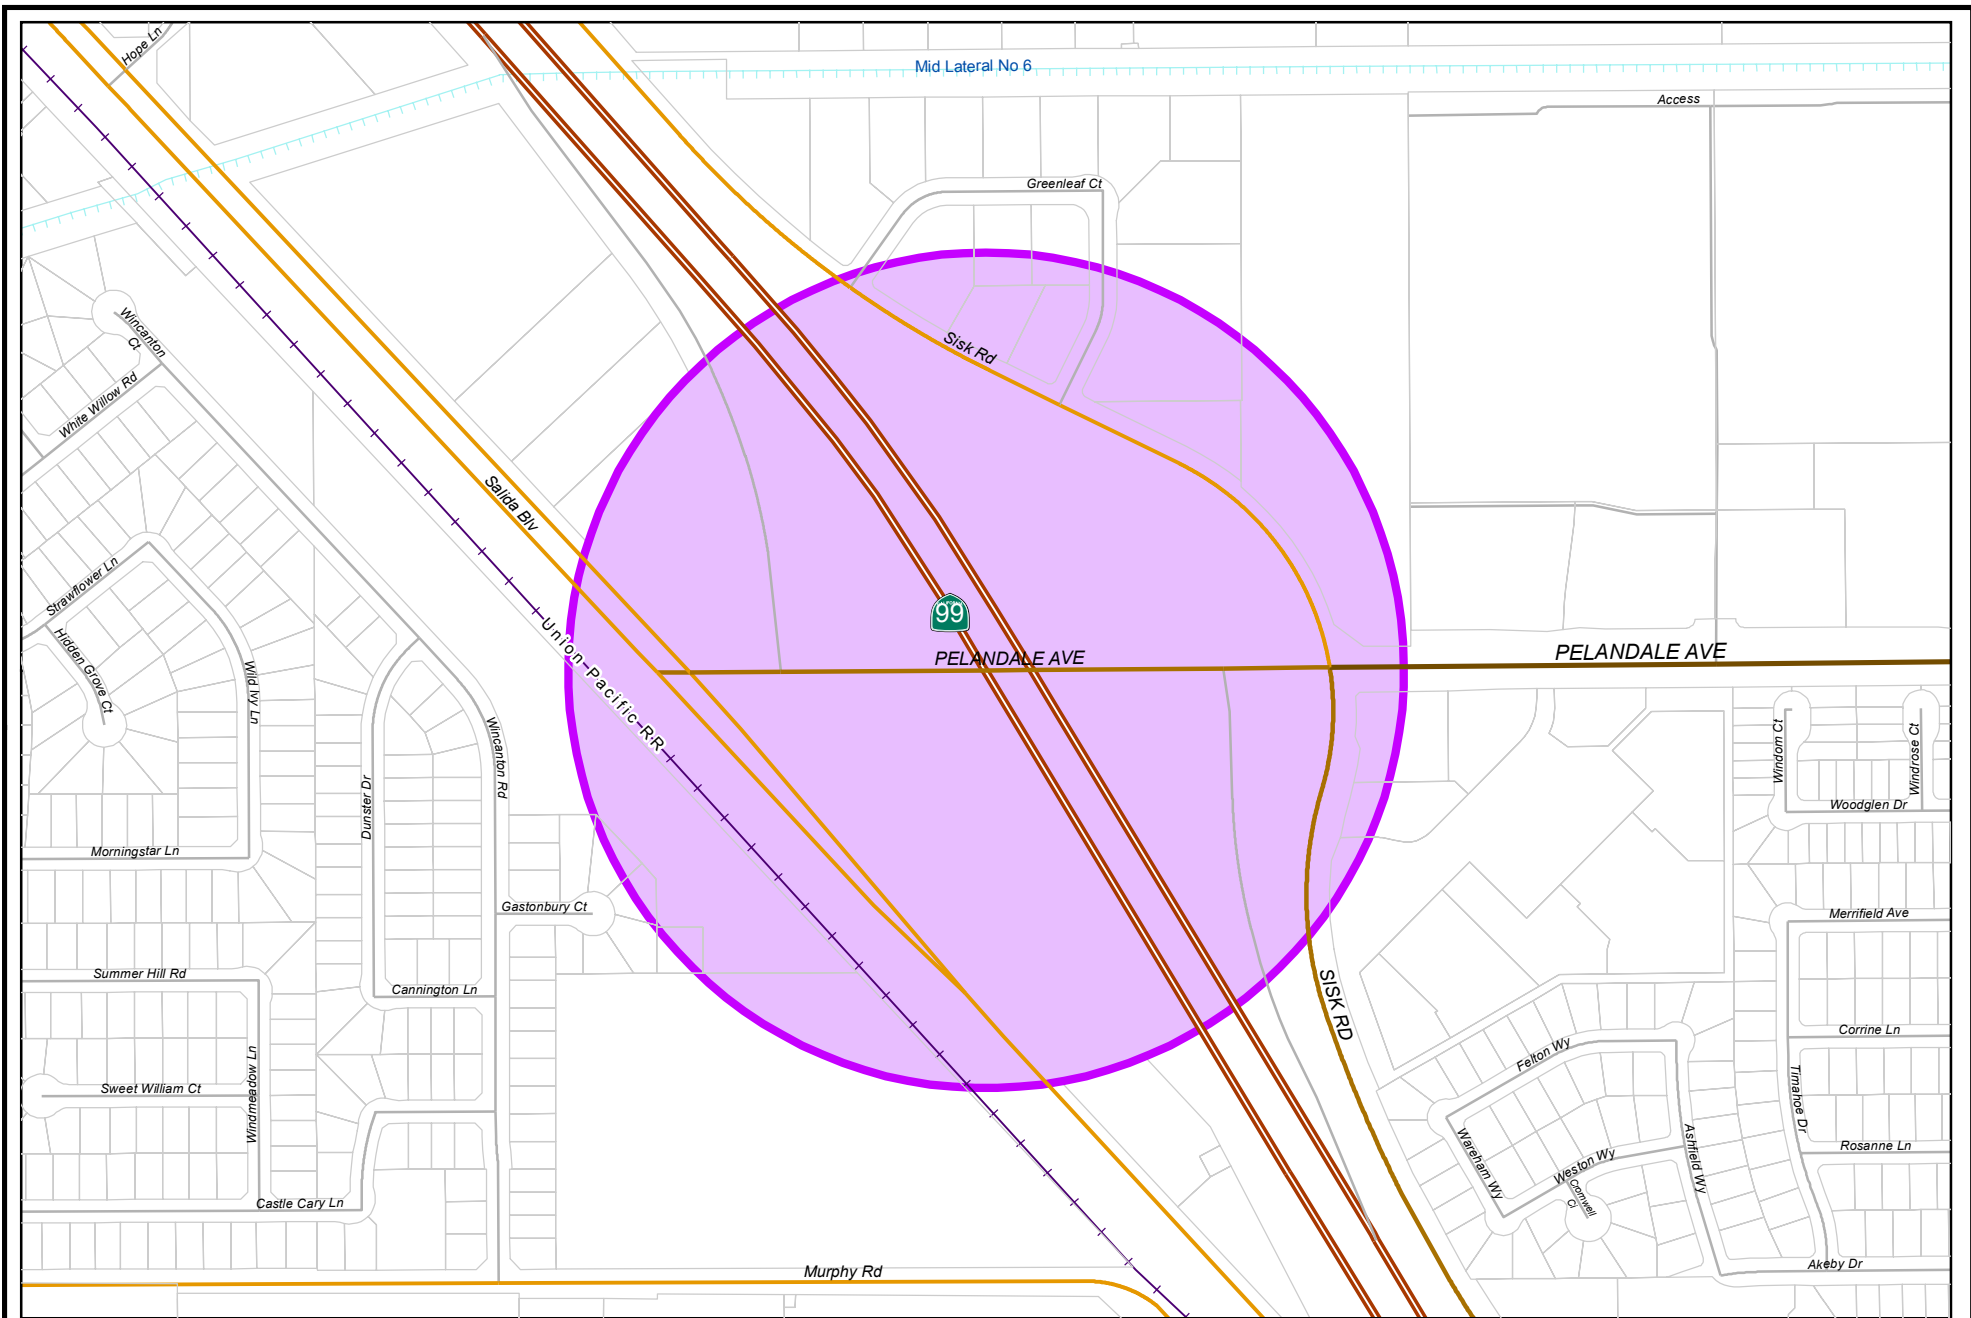 Hope Ln
Mid Lateral No 6
Access
Greenleaf Ct
Wincanton
Ct
Sisk Rd
White Willow Rd
Salida Blv
Strawflower Ln
99
Union Pacific RR
PELANDALE AVE
PELANDALE AVE
Hidden Grove Ct
Wild Ivy Ln
Wincanton Rd
Windom Ct
Windrose Ct
Dunster Dr
Woodglen Dr
Morningstar Ln
Gastonbury Ct
Merrifield Ave
Summer Hill Rd
Cannington Ln
SISK RD
Corrine Ln
Felton Wy
Windmeadow Ln
Sweet William Ct
Timahoe Dr
Wareham Wy
Weston Wy
Ashfield Wy
Rosanne Ln
Cromwell
Ct
Castle Cary Ln
Murphy Rd
Akeby Dr